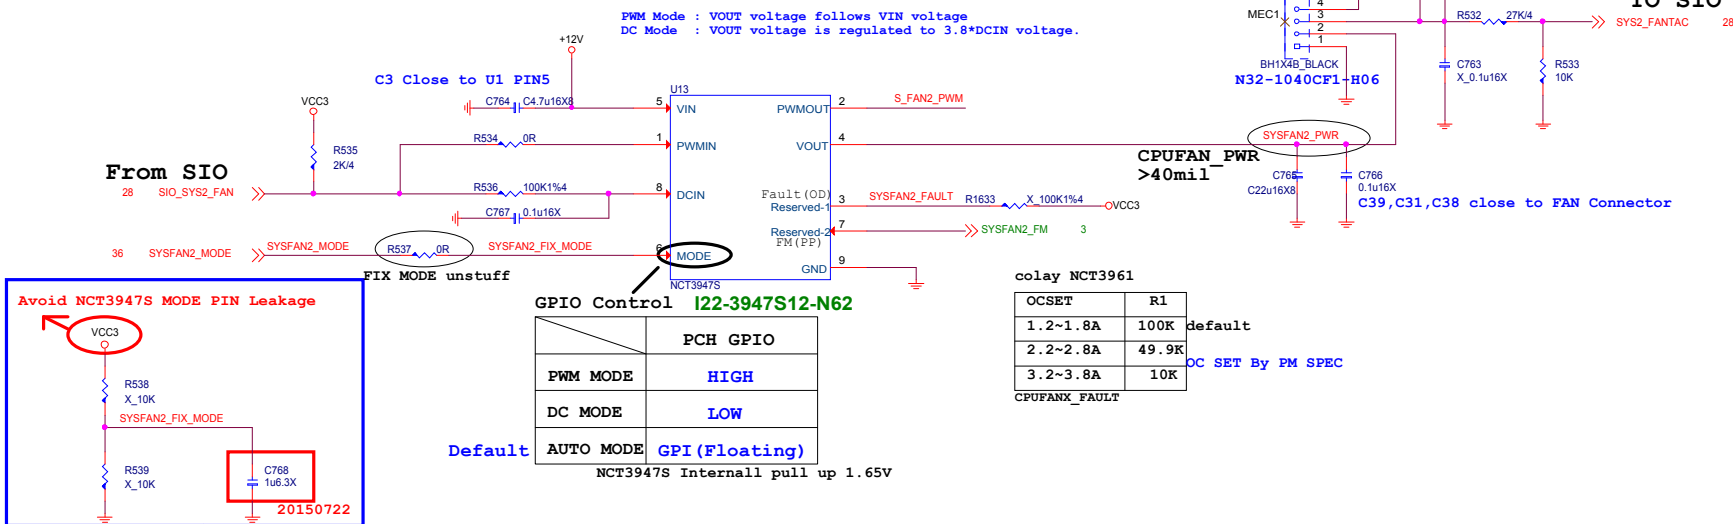 PWM Mode : VOUT voltage follows VIN voltage
DC Mode : VOUT voltage is regulated to 3.8*DCIN voltage.
+12V
C3 Close to U1 PIN5
VCC3
C764
C4.7u16X8
R535
2K/4
From SIO
28
SIO_SYS2_FAN
R534
0R
R536
100K1%4
C767
0.1u16X
36
SYSFAN2_MODE
SYSFAN2_MODE
R537
0R
SYSFAN2_FIX_MODE
FIX MODE unstuff
U13
5
VIN
1
PWMIN
8
DCIN
6
MODE
PWMOUT
2
VOUT
4
Fault(OD)
Reserved-1
3
Reserved-2
7
FM(PP)
GND
9
NCT3947S
S_FAN2_PWM
SYSFAN2_FAULT
R1633
X_100K1%4
VCC3
SYSFAN2_FM
3
MEC1
4
3
2
1
BH1X4B_BLACK
N32-1040CF1-H06
R532
27K/4
TO SIO
SYS2_FANTAC
28
C763
X_0.1u16X
R533
10K
SYSFAN2_PWR
CPUFAN_PWR
>40mil
C765
C22u16X8
C766
0.1u16X
C39,C31,C38 close to FAN Connector
GPIO Control
I22-3947S12-N62
PCH GPIO
PWM MODE
HIGH
DC MODE
LOW
Default
AUTO MODE
GPI(Floating)
NCT3947S Internall pull up 1.65V
colay NCT3961
OCSET
R1
1.2~1.8A
100K
default
2.2~2.8A
49.9K
OC SET By PM SPEC
3.2~3.8A
10K
CPUFANX_FAULT
Avoid NCT3947S MODE PIN Leakage
VCC3
R538
X_10K
SYSFAN2_FIX_MODE
R539
X_10K
C768
1u6.3X
20150722